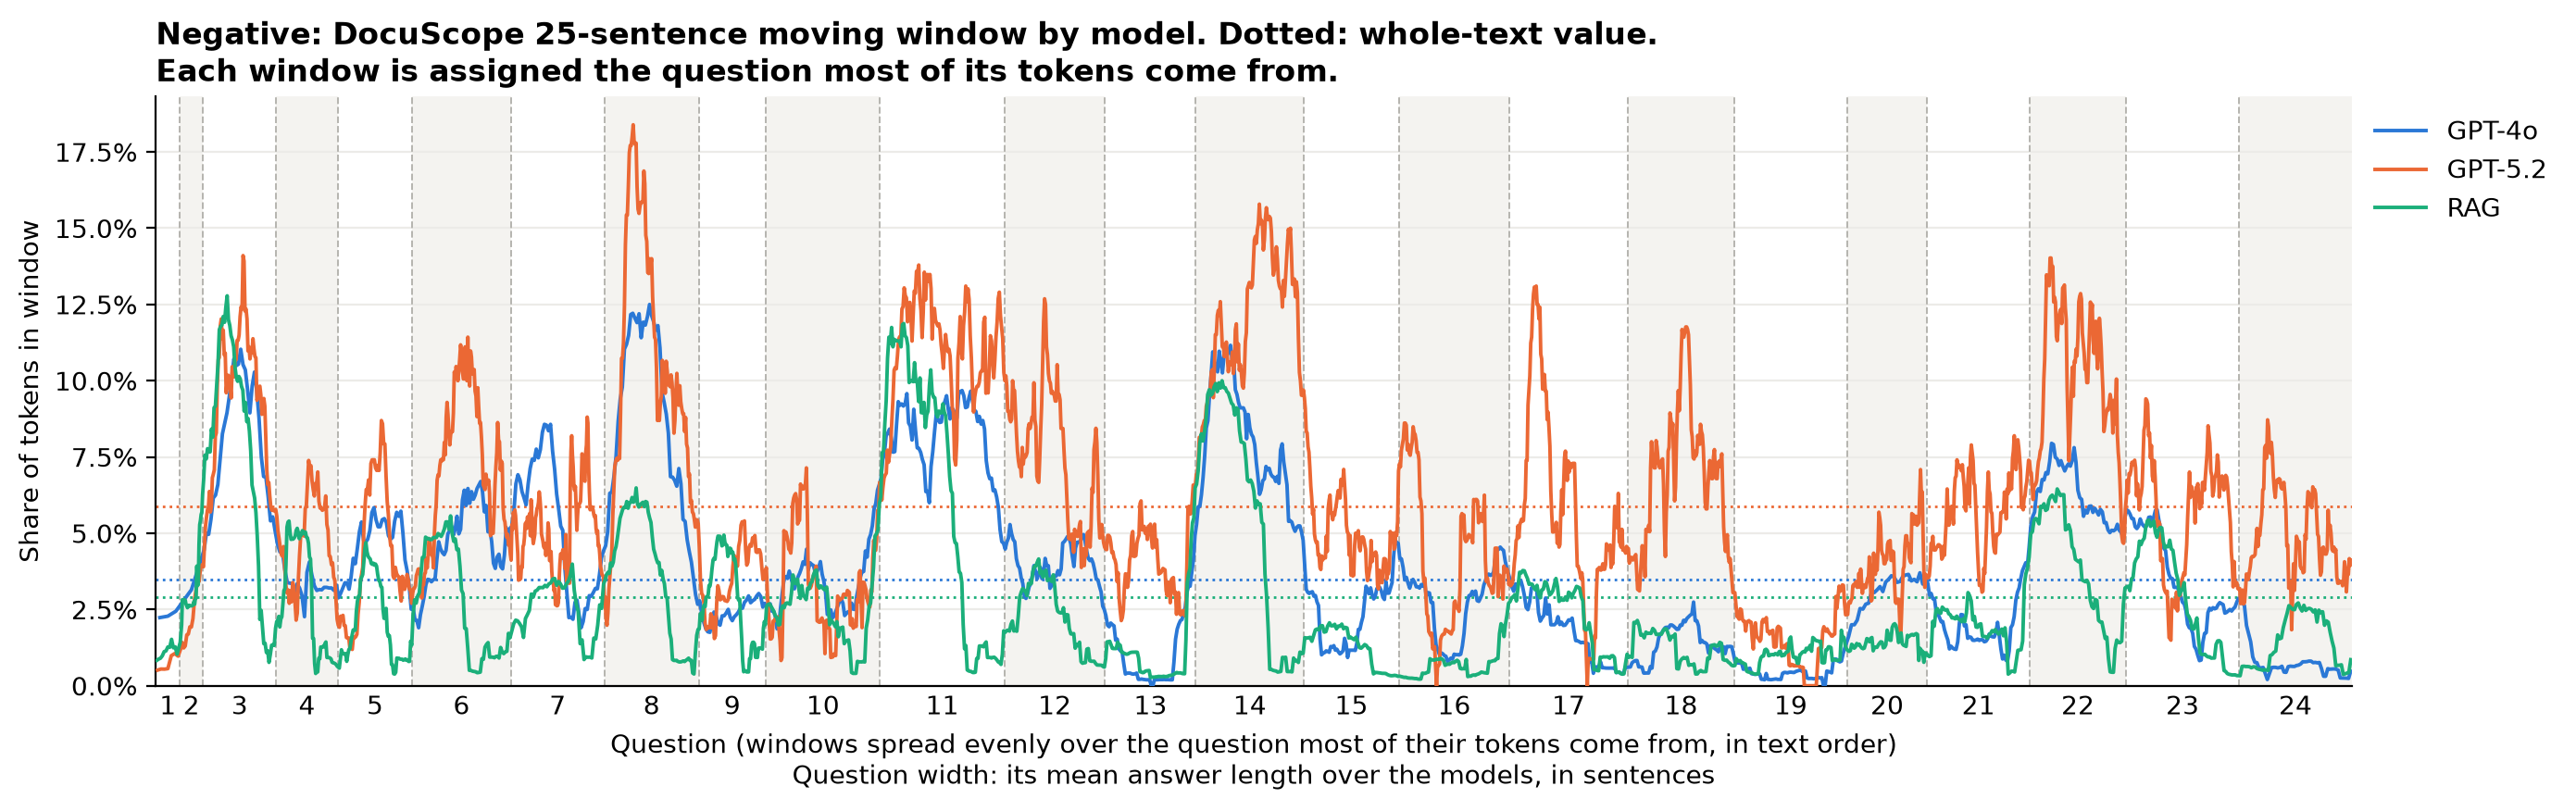 Negative: DocuScope 25-sentence moving window by model. Dotted: whole-text value.
Each window is assigned the question most of its tokens come from.
Share of tokens in window
17.5%
15.0%
12.5%
10.0%
7.5%
5.0%
2.5%
0.0%
1 2 3 4 5 6 7 8 9 10 11 12 13 14 15 16 17 18 19 20 21 22 23 24
Question (windows spread evenly over the question most of their tokens come from, in text order)
Question width: its mean answer length over the models, in sentences
GPT-4o
GPT-5.2
RAG